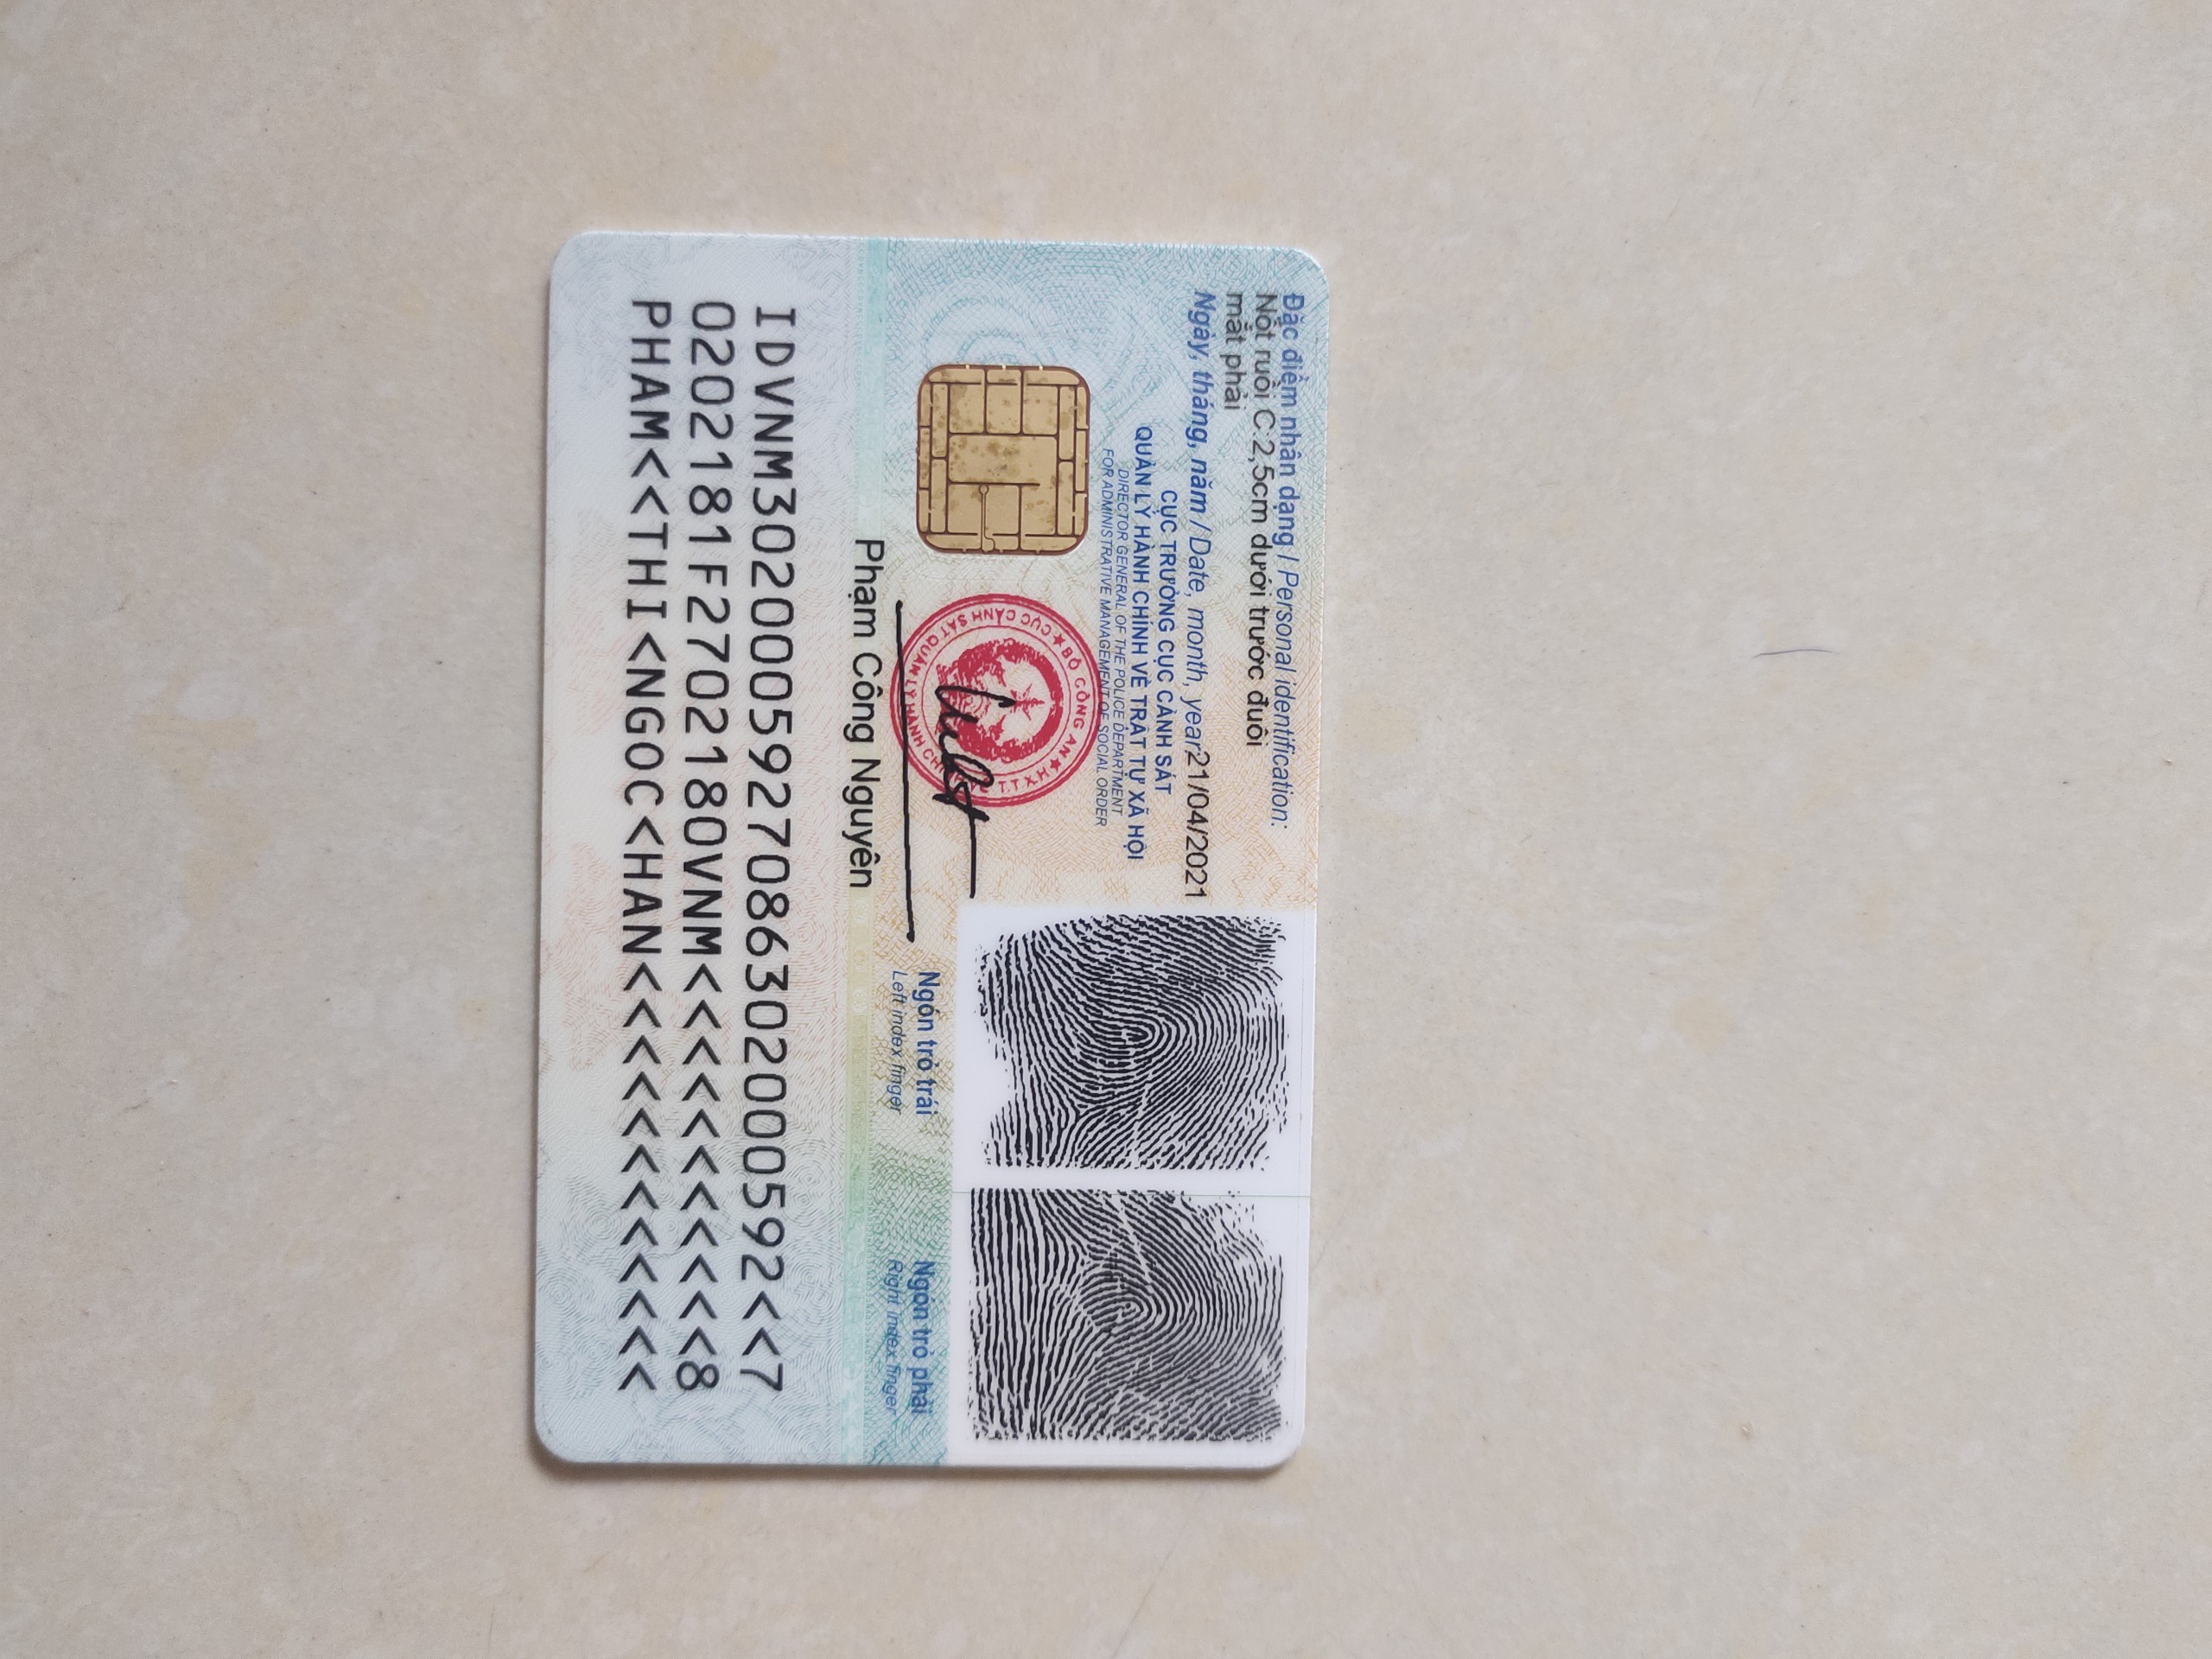 Đặc điểm nhân dạng / Personal identification:
Nốt ruồi C:2,5cm dưới trước đuôi
mắt phải
Ngày, tháng, năm / Date, month, year21/04/2021
CỤC TRƯỞNG CỤC CẢNH SÁT
QUẢN LÝ HÀNH CHÍNH VỀ TRẬT TỰ XÃ HỘI
DIRECTOR GENERAL OF THE POLICE DEPARTMENT
FOR ADMINISTRATIVE MANAGEMENT OF SOCIAL ORDER
★ BỘ CÔNG AN ★
CỤC CẢNH SÁT QUẢN LÝ HÀNH CHÍNH T.T.X.H
Ngón trỏ trái
Left index finger
Ngón trỏ phải
Right index finger
Phạm Công Nguyên
IDVNM3020005927086302000592<<7
0202181F2702180VNM<<<<<<<<<<<8
PHAM<<THI<NGOC<HAN<<<<<<<<<<<<